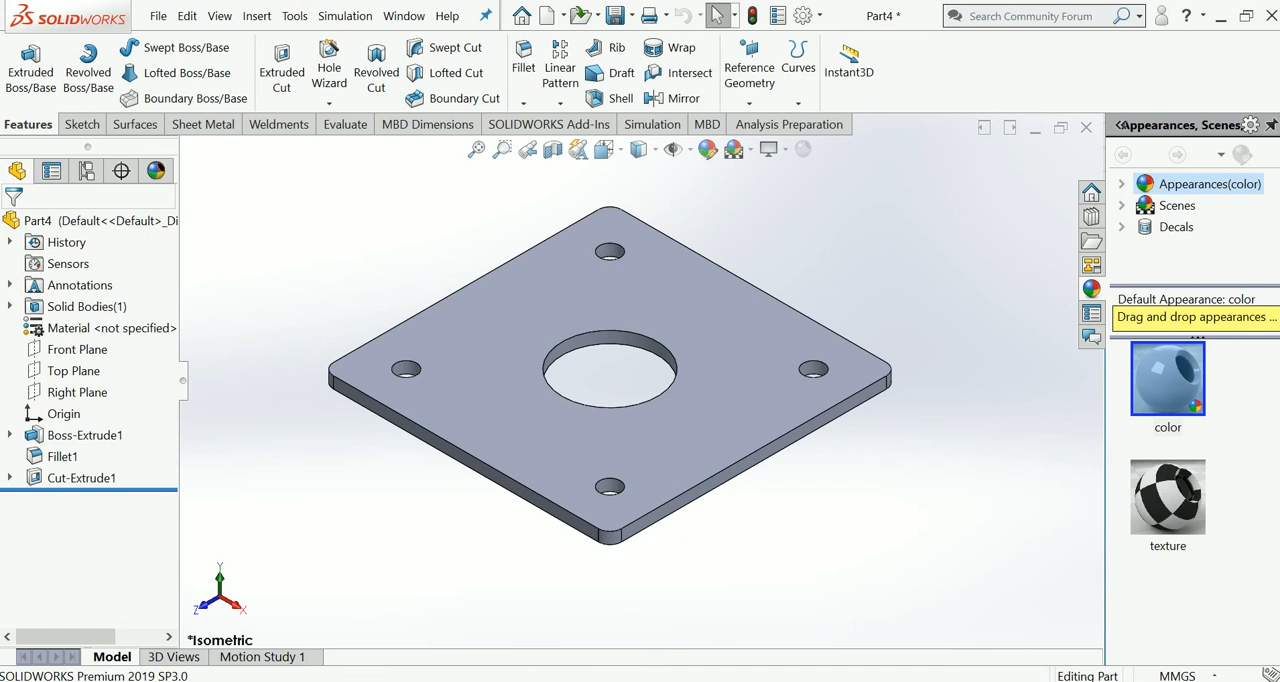 SOLIDWORKS File Edit View Insert Tools Simulation Window Help Part4 * Search Community Forum ?
Extruded Boss/Base
Revolved Boss/Base
Swept Boss/Base
Lofted Boss/Base
Boundary Boss/Base
Extruded Cut
Hole Wizard
Revolved Cut
Swept Cut
Lofted Cut
Boundary Cut
Fillet
Linear Pattern
Rib
Draft
Shell
Wrap
Intersect
Mirror
Reference Geometry
Curves
Instant3D
Features Sketch Surfaces Sheet Metal Weldments Evaluate MBD Dimensions SOLIDWORKS Add-Ins Simulation MBD Analysis Preparation
Part4 (Default<<Default>_Di
History
Sensors
Annotations
Solid Bodies(1)
Material <not specified>
Front Plane
Top Plane
Right Plane
Origin
Boss-Extrude1
Fillet1
Cut-Extrude1
Y
Z
X
*Isometric
Appearances, Scenes,
Appearances(color)
Scenes
Decals
Default Appearance: color
Drag and drop appearances ...
color
texture
Model 3D Views Motion Study 1
SOLIDWORKS Premium 2019 SP3.0 Editing Part MMGS